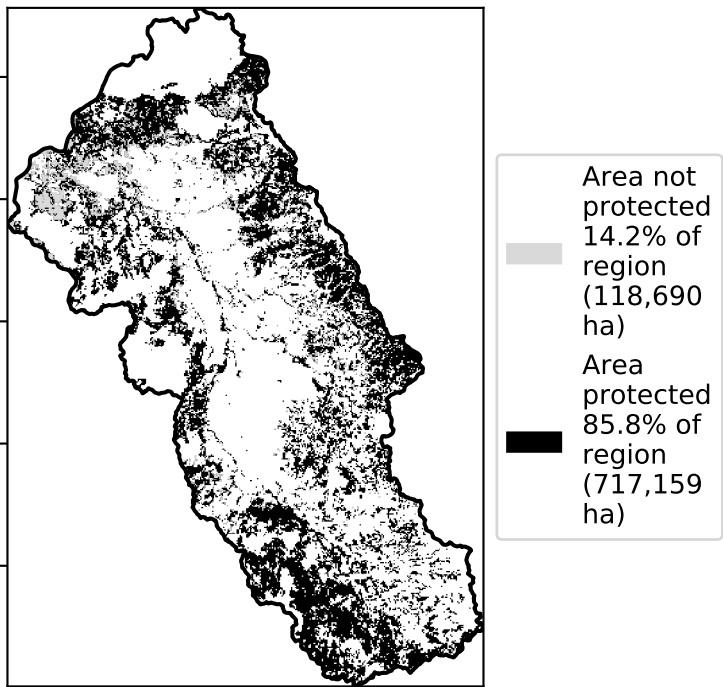 Area not
protected
14.2% of
region
(118,690
ha)
Area
protected
85.8% of
region
(717,159
ha)